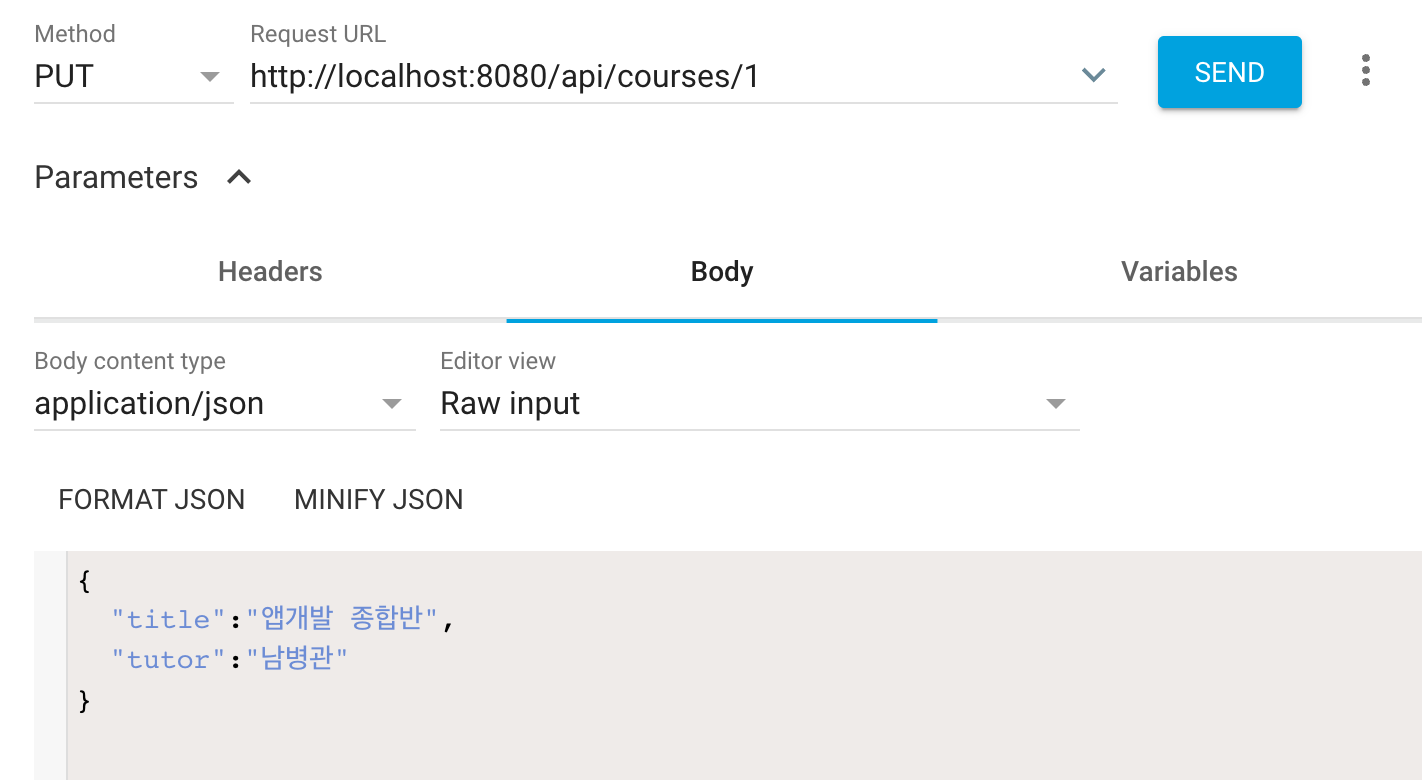 Method
Request URL
PUT
http://localhost:8080/api/courses/1
SEND
Parameters
Headers
Body
Variables
Body content type
Editor view
application/json
Raw input
FORMAT JSON
MINIFY JSON
{
"title":"앱개발 종합반",
"tutor":"남병관"
}